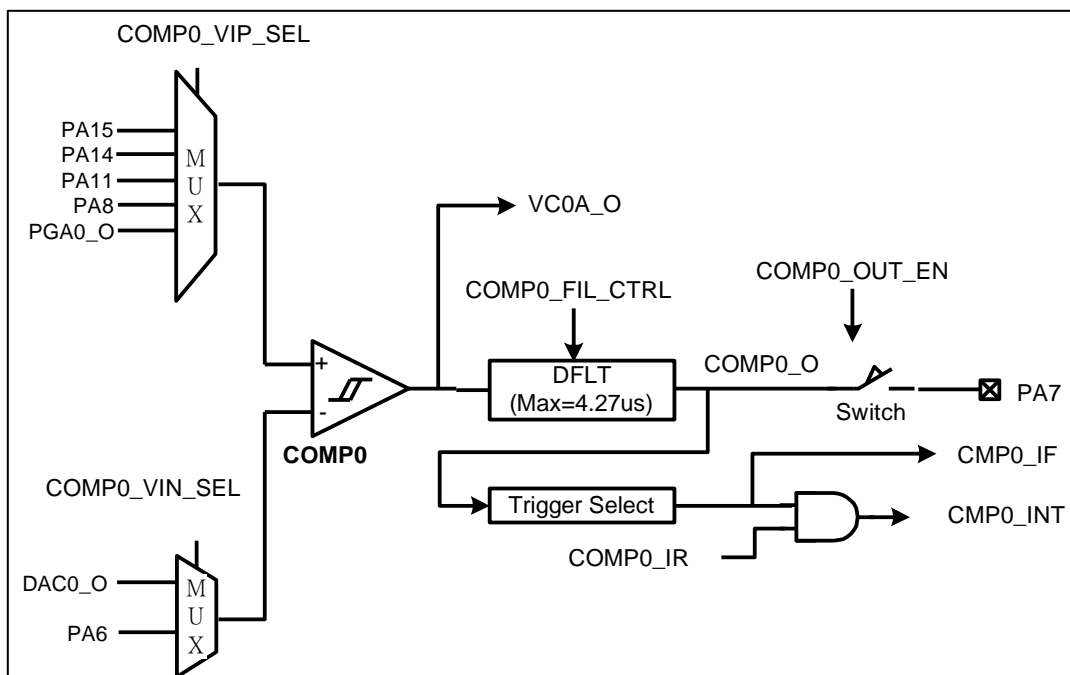 COMP0_VIP_SEL
PA15
PA14
PA11
PA8
PGA0_O
M
U
X
VC0A_O
COMP0_FIL_CTRL
COMP0_OUT_EN
+
-
COMP0
DFLT
(Max=4.27us)
COMP0_O
Switch
PA7
COMP0_VIN_SEL
Trigger Select
CMP0_IF
CMP0_INT
COMP0_IR
DAC0_O
PA6
M
U
X